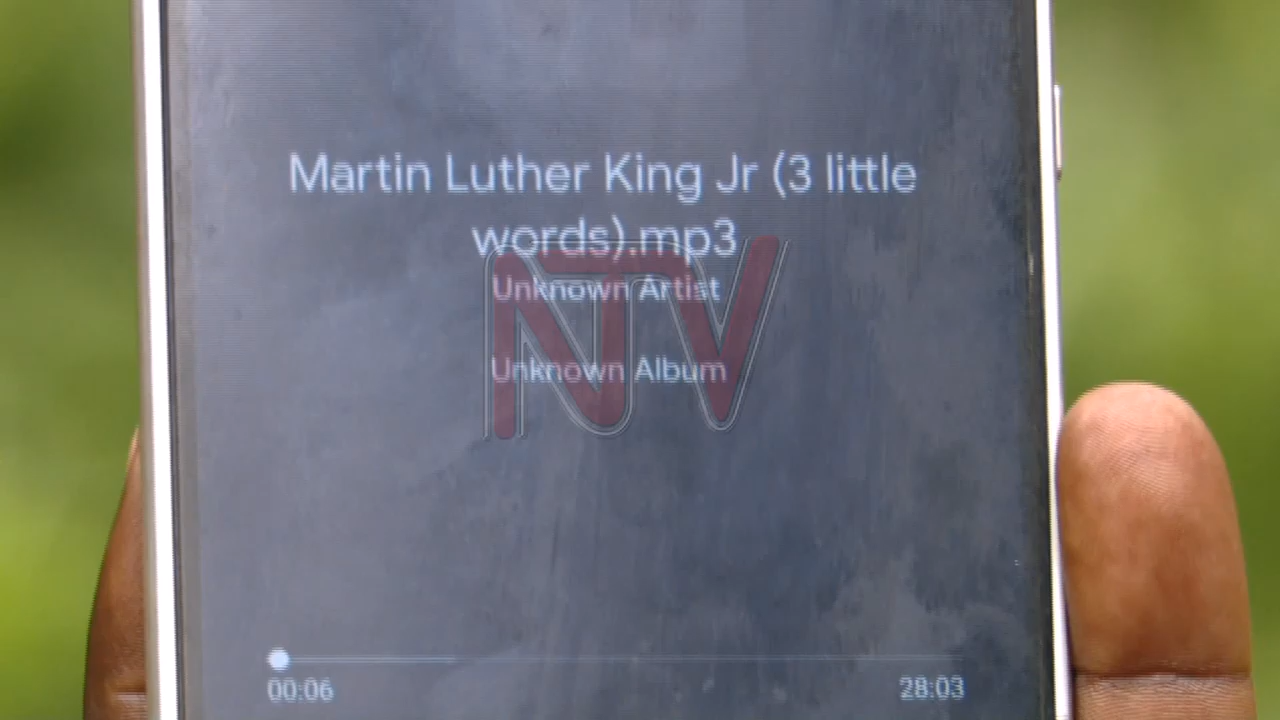 Martin Luther King Jr (3 little
words).mp3
Unknown Artist
NTV
Unknown Album
00:06
28:03